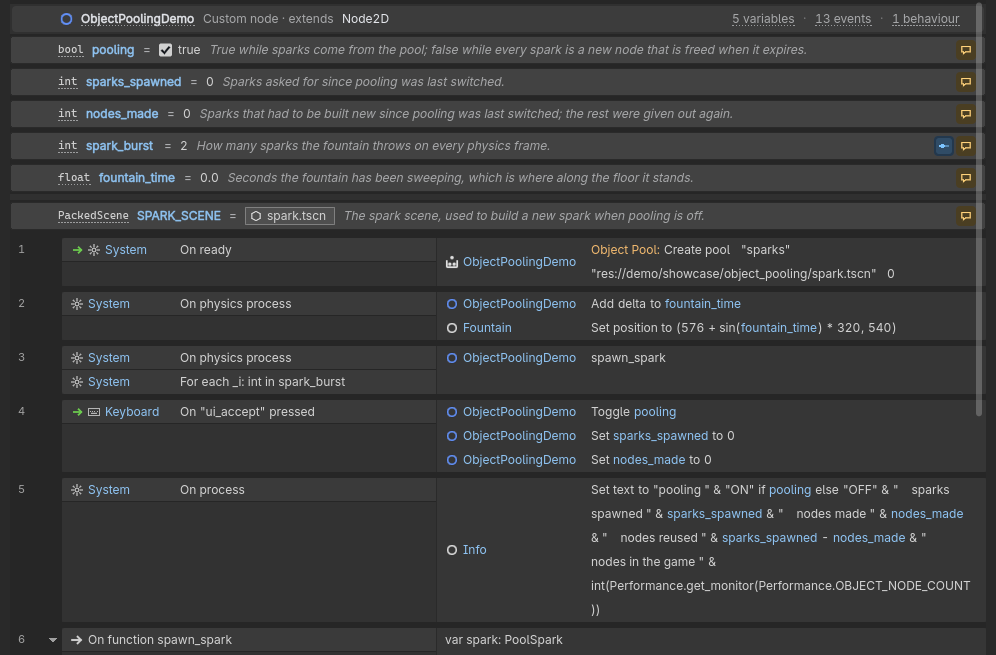 ObjectPoolingDemo Custom node · extends Node2D 5 variables · 13 events · 1 behaviour
bool pooling = true True while sparks come from the pool; false while every spark is a new node that is freed when it expires.
int sparks_spawned = 0 Sparks asked for since pooling was last switched.
int nodes_made = 0 Sparks that had to be built new since pooling was last switched; the rest were given out again.
int spark_burst = 2 How many sparks the fountain throws on every physics frame.
float fountain_time = 0.0 Seconds the fountain has been sweeping, which is where along the floor it stands.
PackedScene SPARK_SCENE = spark.tscn The spark scene, used to build a new spark when pooling is off.
1 System On ready ObjectPoolingDemo Object Pool: Create pool "sparks"
"res://demo/showcase/object_pooling/spark.tscn" 0
2 System On physics process ObjectPoolingDemo Add delta to fountain_time
Fountain Set position to (576 + sin(fountain_time) * 320, 540)
3 System On physics process ObjectPoolingDemo spawn_spark
System For each _i: int in spark_burst
4 Keyboard On "ui_accept" pressed ObjectPoolingDemo Toggle pooling
ObjectPoolingDemo Set sparks_spawned to 0
ObjectPoolingDemo Set nodes_made to 0
5 System On process Info Set text to "pooling " & "ON" if pooling else "OFF" & " sparks
spawned " & sparks_spawned & " nodes made " & nodes_made
& " nodes reused " & sparks_spawned - nodes_made & "
nodes in the game " &
int(Performance.get_monitor(Performance.OBJECT_NODE_COUNT
))
6 On function spawn_spark var spark: PoolSpark